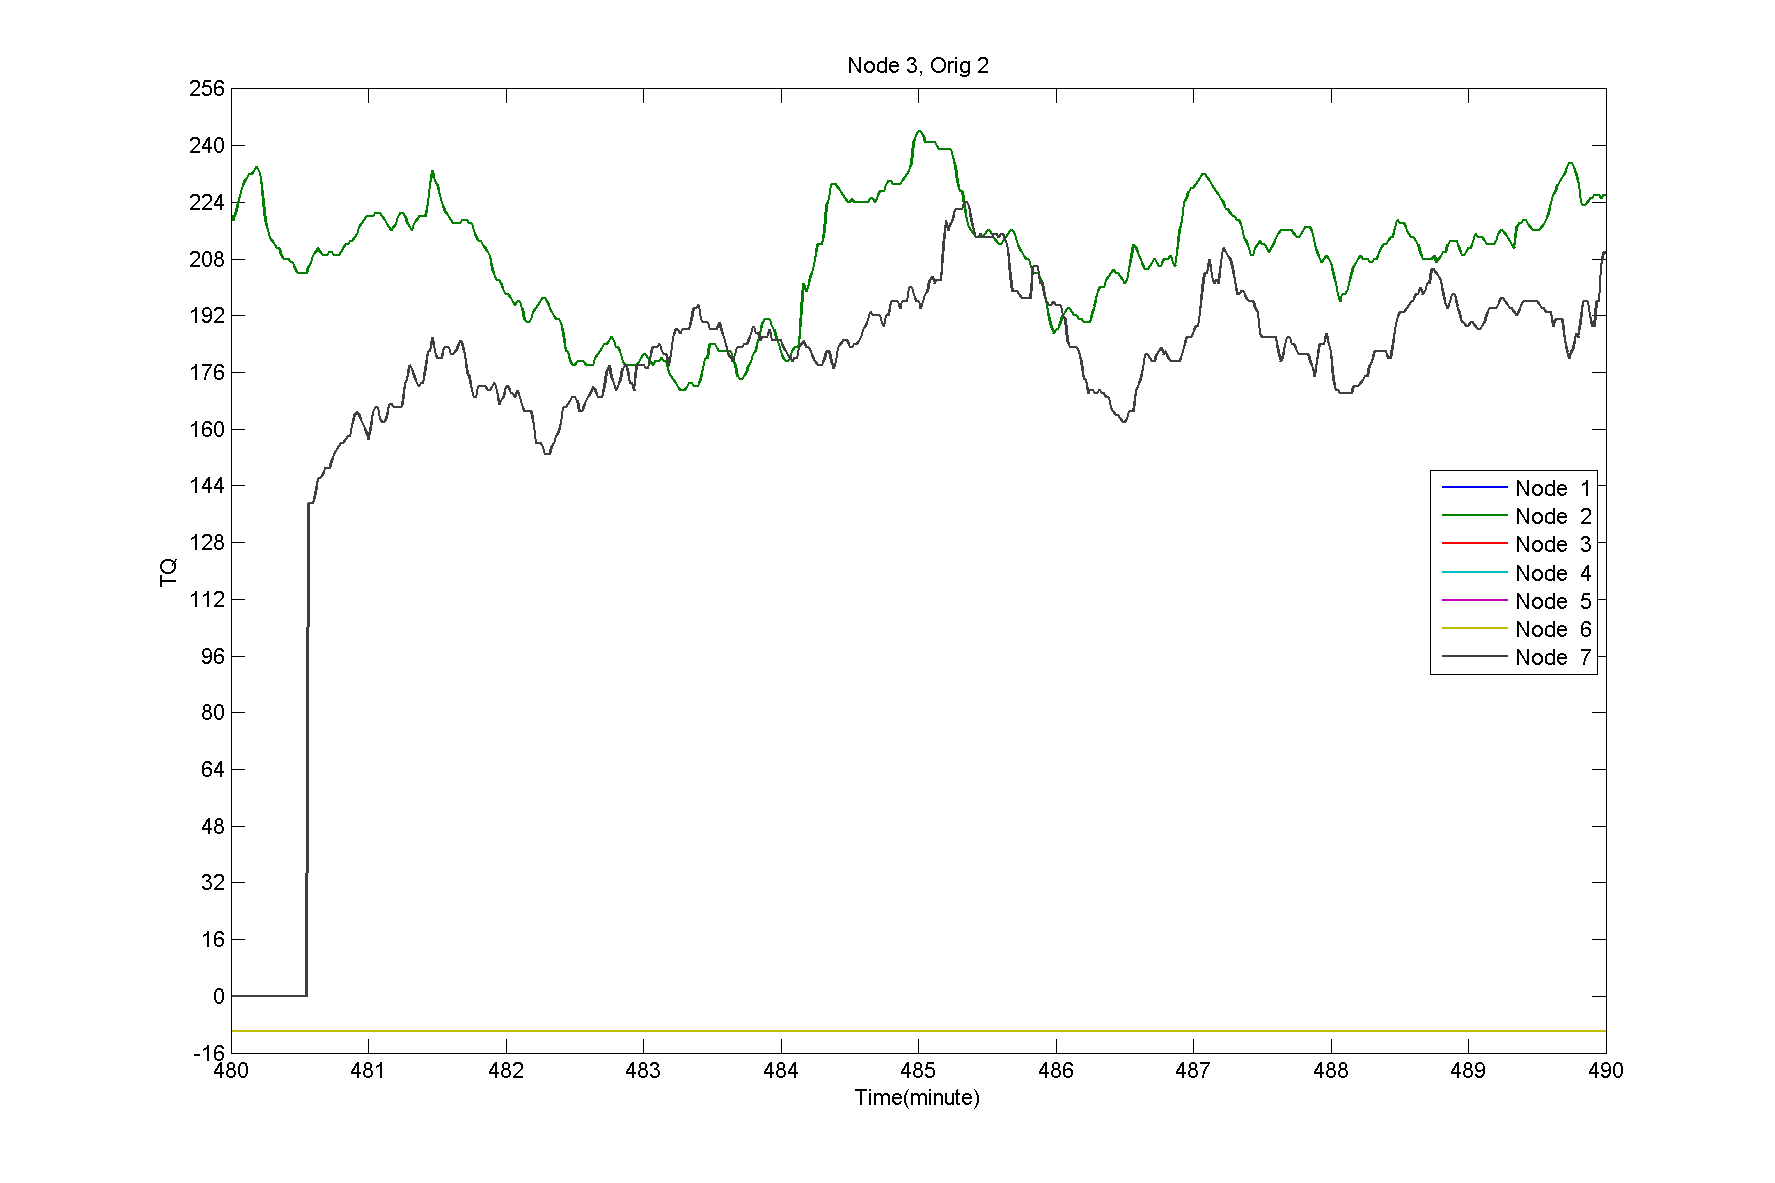 Node 3, Orig 2
256
240
224
208
192
176
160
144
128
112
96
80
64
48
32
16
0
-16
TQ
Node 1
Node 2
Node 3
Node 4
Node 5
Node 6
Node 7
480 481 482 483 484 485 486 487 488 489 490
Time(minute)